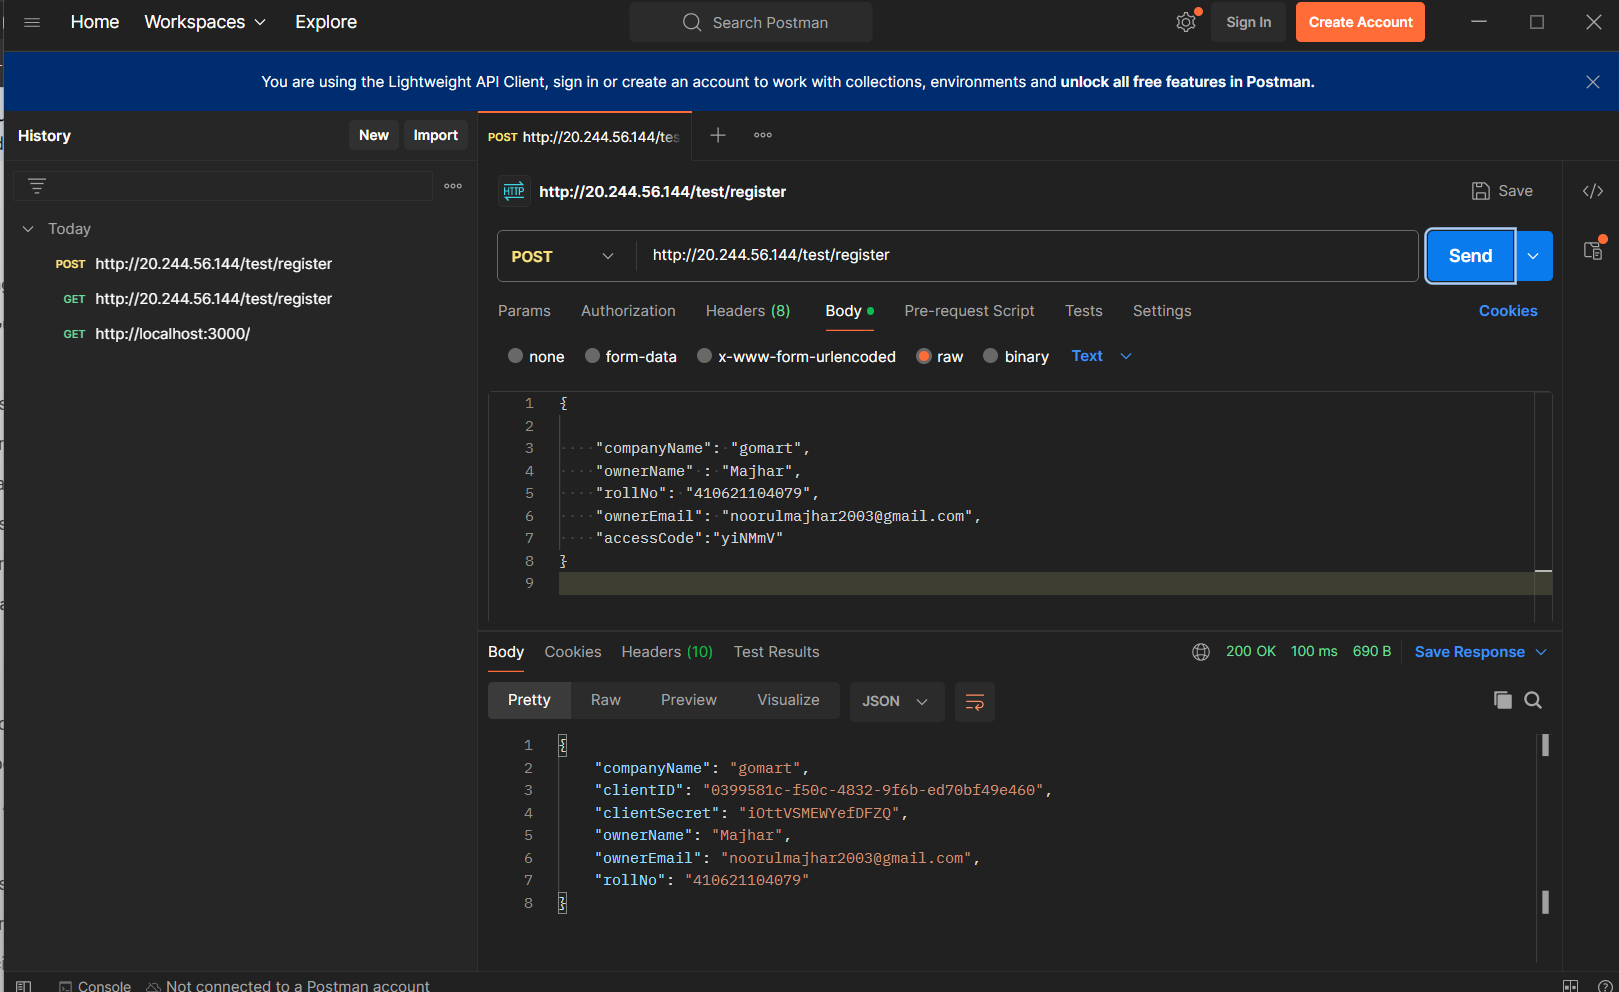 Home Workspaces Explore Search Postman Sign In Create Account
You are using the Lightweight API Client, sign in or create an account to work with collections, environments and unlock all free features in Postman.
History New Import
POST http://20.244.56.144/tes
HTTP http://20.244.56.144/test/register Save
Today
POST http://20.244.56.144/test/register
GET http://20.244.56.144/test/register
GET http://localhost:3000/
POST http://20.244.56.144/test/register Send
Params Authorization Headers (8) Body Pre-request Script Tests Settings Cookies
none form-data x-www-form-urlencoded raw binary Text
1 {
2
3 "companyName": "gomart",
4 "ownerName" : "Majhar",
5 "rollNo": "410621104079",
6 "ownerEmail": "noorulmajhar2003@gmail.com",
7 "accessCode":"yiNMmV"
8 }
9
Body Cookies Headers (10) Test Results 200 OK 100 ms 690 B Save Response
Pretty Raw Preview Visualize JSON
1 {
2 "companyName": "gomart",
3 "clientID": "0399581c-f50c-4832-9f6b-ed70bf49e460",
4 "clientSecret": "iOttVSMEWYefDFZQ",
5 "ownerName": "Majhar",
6 "ownerEmail": "noorulmajhar2003@gmail.com",
7 "rollNo": "410621104079"
8 }
Console Not connected to a Postman account